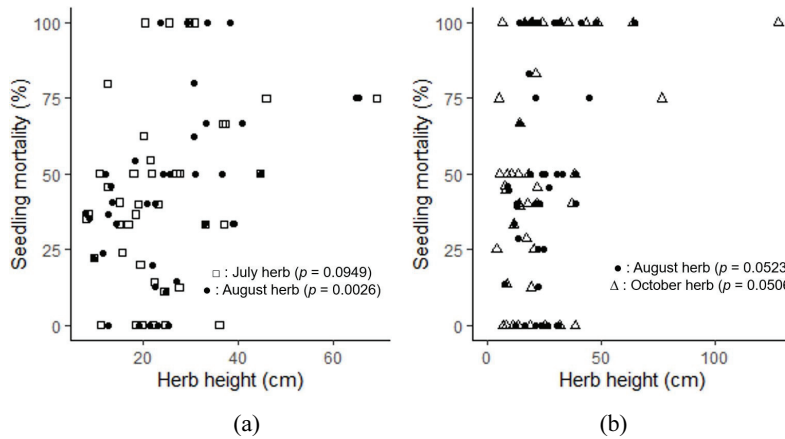 100
75
50
25
0
Seedling mortality (%)
□ : July herb (p = 0.0949)
● : August herb (p = 0.0026)
20 40 60
Herb height (cm)
(a)
100
75
50
25
0
Seedling mortality (%)
● : August herb (p = 0.0523
△ : October herb (p = 0.0506
0 50 100
Herb height (cm)
(b)